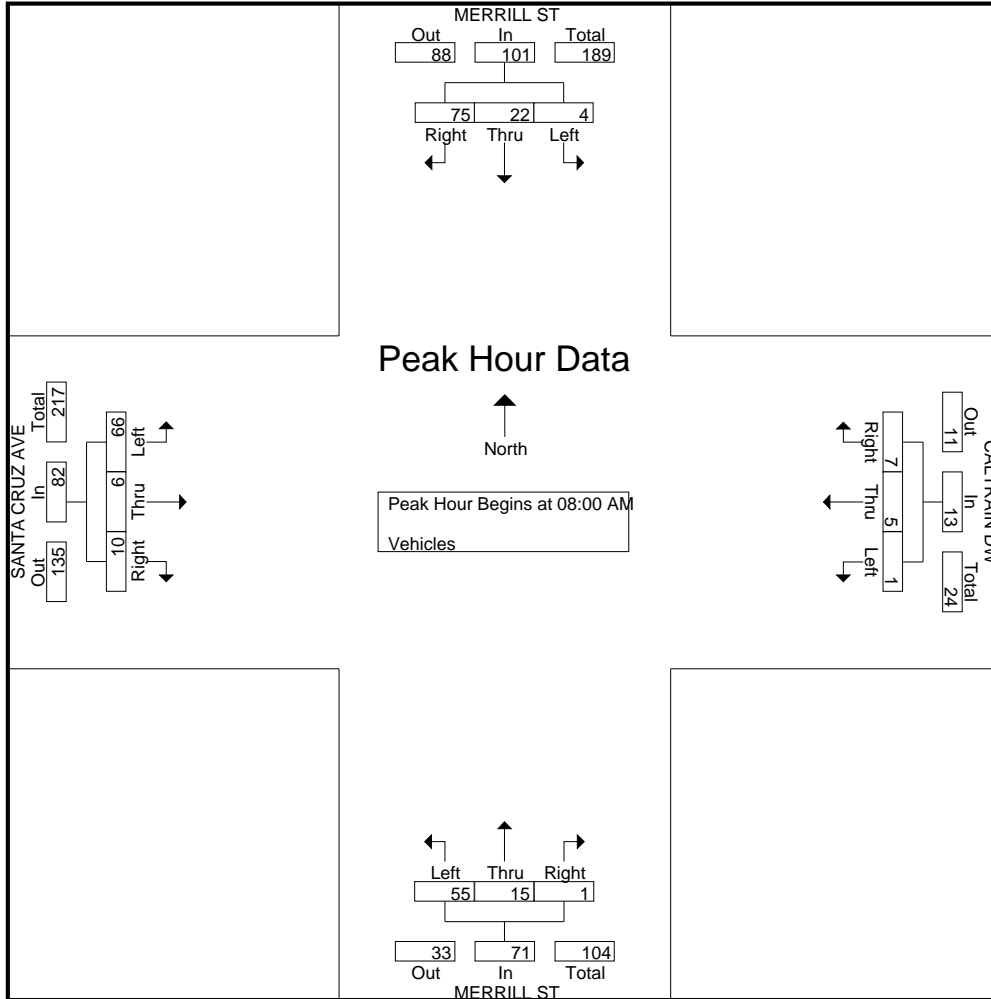 MERRILL ST
Out In Total
88 101 189
75 22 4
Right Thru Left
Peak Hour Data
North
Peak Hour Begins at 08:00 AM
Vehicles
SANTA CRUZ AVE
Total In Out
217 82 135
66 6 10
Left Thru Right
CALTRAIN DW
Out In Total
11 13 24
7 5 1
Right Thru Left
Left Thru Right
55 15 1
33 71 104
Out In Total
MERRILL ST